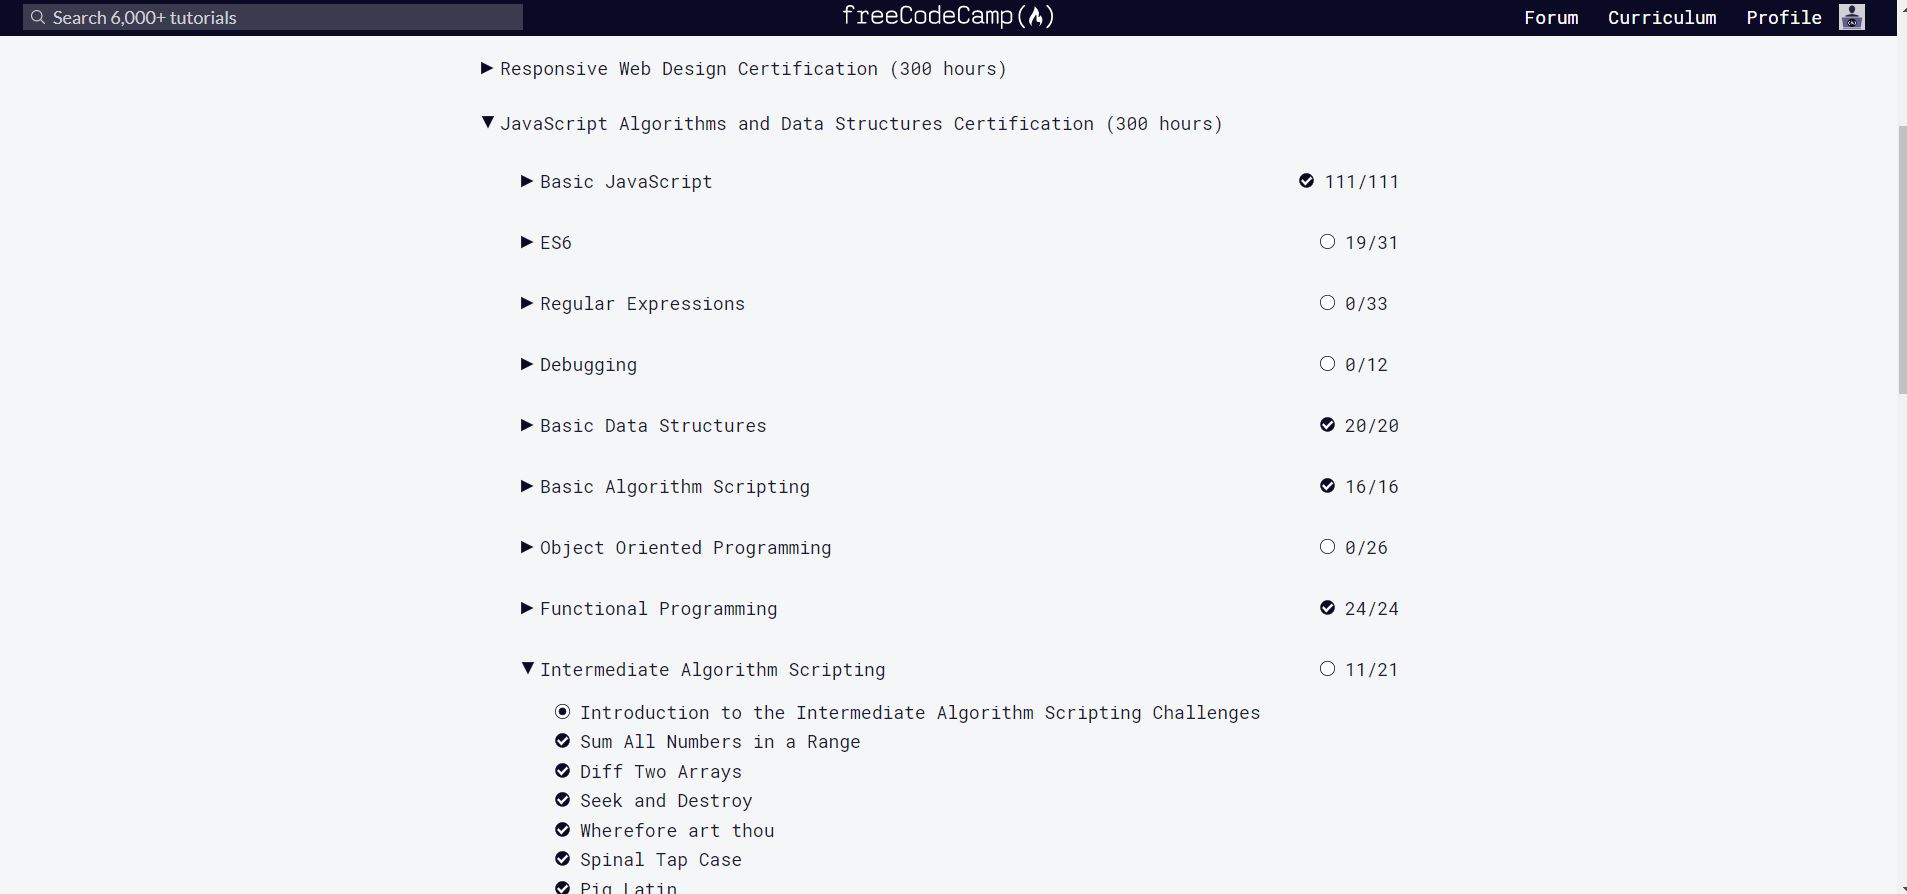 Search 6,000+ tutorials
freeCodeCamp
Forum Curriculum Profile
Responsive Web Design Certification (300 hours)
JavaScript Algorithms and Data Structures Certification (300 hours)
Basic JavaScript 111/111
ES6 19/31
Regular Expressions 0/33
Debugging 0/12
Basic Data Structures 20/20
Basic Algorithm Scripting 16/16
Object Oriented Programming 0/26
Functional Programming 24/24
Intermediate Algorithm Scripting 11/21
Introduction to the Intermediate Algorithm Scripting Challenges
Sum All Numbers in a Range
Diff Two Arrays
Seek and Destroy
Wherefore art thou
Spinal Tap Case
Pig Latin